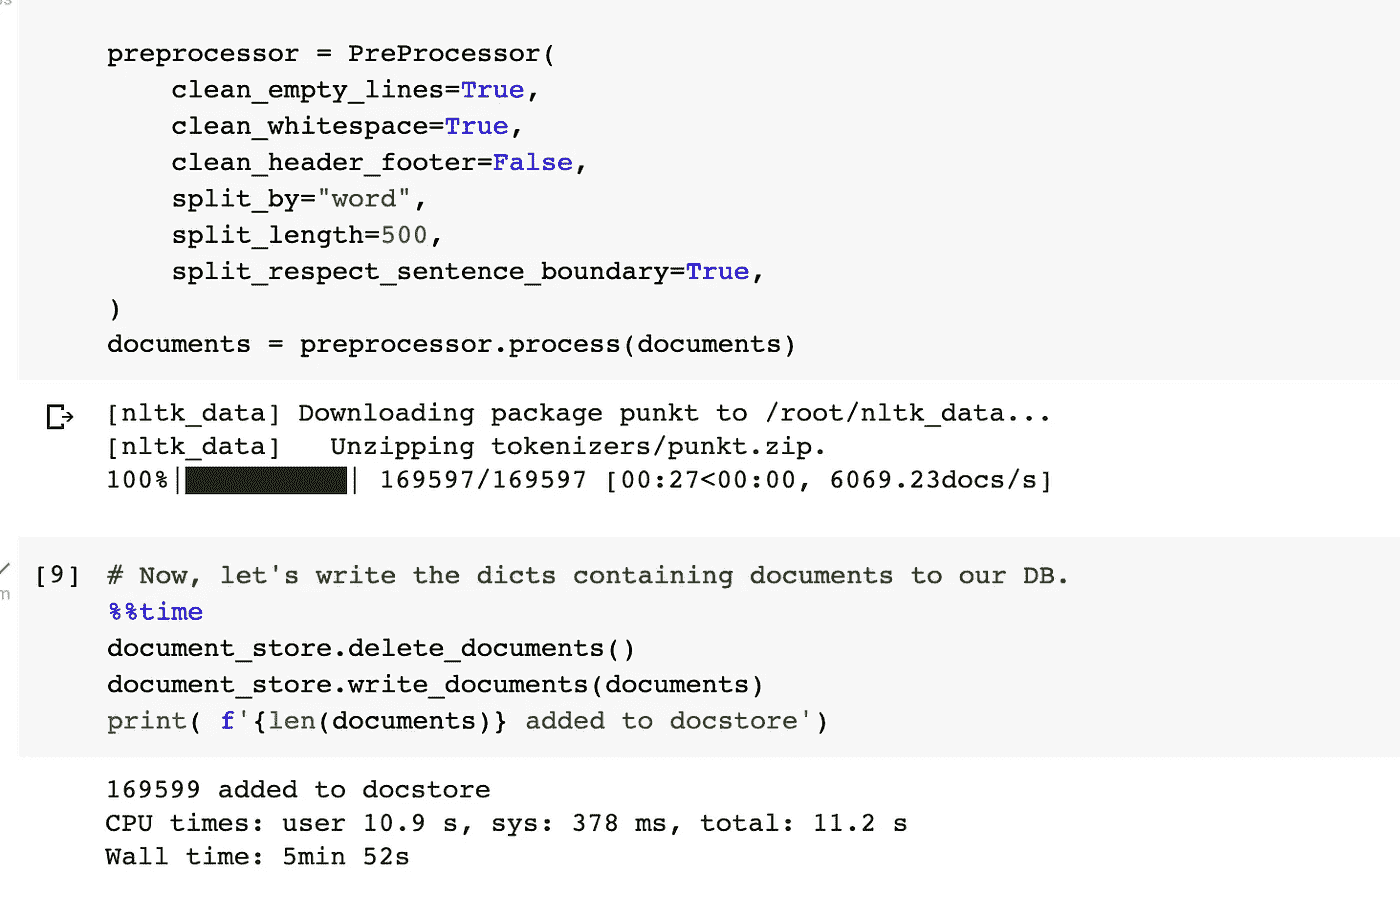 preprocessor = PreProcessor(
    clean_empty_lines=True,
    clean_whitespace=True,
    clean_header_footer=False,
    split_by="word",
    split_length=500,
    split_respect_sentence_boundary=True,
)
documents = preprocessor.process(documents)
[nltk_data] Downloading package punkt to /root/nltk_data...
[nltk_data]   Unzipping tokenizers/punkt.zip.
100%|██████████| 169597/169597 [00:27<00:00, 6069.23docs/s]
[9] # Now, let's write the dicts containing documents to our DB.
%%time
document_store.delete_documents()
document_store.write_documents(documents)
print( f'{len(documents)} added to docstore')
169599 added to docstore
CPU times: user 10.9 s, sys: 378 ms, total: 11.2 s
Wall time: 5min 52s